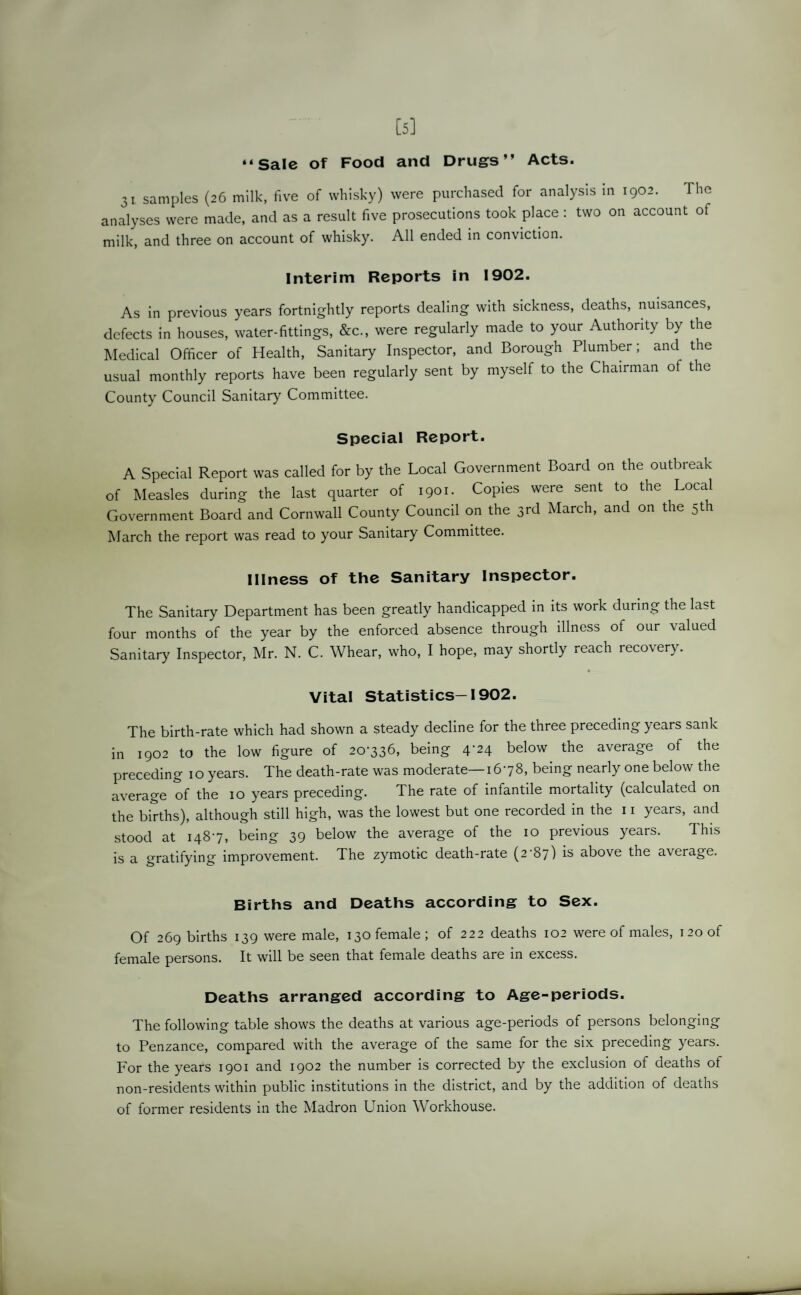 [5]
“Sale of Food and Drugs” Acts.
31 samples (26 milk, five of whisky) were purchased for analysis in 1902. The
analyses were made, and as a result five prosecutions took place : two on account of
milk, and three on account of whisky. All ended in conviction.
Interim Reports in 1902.
As in previous years fortnightly reports dealing with sickness, deaths, nuisances,
defects in houses, water-fittings, &c., were regularly made to your Authority by the
Medical Officer of Health, Sanitary Inspector, and Borough Plumber; and the
usual monthly reports have been regularly sent by myself to the Chairman of the
County Council Sanitary Committee.
Special Report.
A Special Report was called for by the Local Government Board on the outbreak
of Measles during the last quarter of 1901. Copies were sent to the Local
Government Board and Cornwall County Council on the 3rd March, and on the 5th
March the report was read to your Sanitary Committee.
Illness of the Sanitary Inspector.
The Sanitary Department has been greatly handicapped in its work during the last
four months of the year by the enforced absence through illness of our valued
Sanitary Inspector, Mr. N. C. Whear, who, I hope, may shortly reach recovery.
Vital Statistics—1902.
The birth-rate which had shown a steady decline for the three preceding years sank
in 1902 to the low figure of 20·336, being 4·24 below the average of the
preceding 10 years. The death-rate was moderate—16·78, being nearly one below the
average of the 10 years preceding. The rate of infantile mortality (calculated on
the births), although still high, was the lowest but one recorded in the 11 years, and
stood at 148·7, being 39 below the average of the 10 previous years. This
is a gratifying improvement. The zymotic death-rate (2·87) is above the average.
Births and Deaths according to Sex.
Of 269 births 139 were male, 130 female ; of 222 deaths 102 were of males, 120 of
female persons. It will be seen that female deaths are in excess.
Deaths arranged according to Age-periods.
The following table shows the deaths at various age-periods of persons belonging
to Penzance, compared with the average of the same for the six preceding years.
For the years 1901 and 1902 the number is corrected by the exclusion of deaths of
non-residents within public institutions in the district, and by the addition of deaths
of former residents in the Madron Union Workhouse.